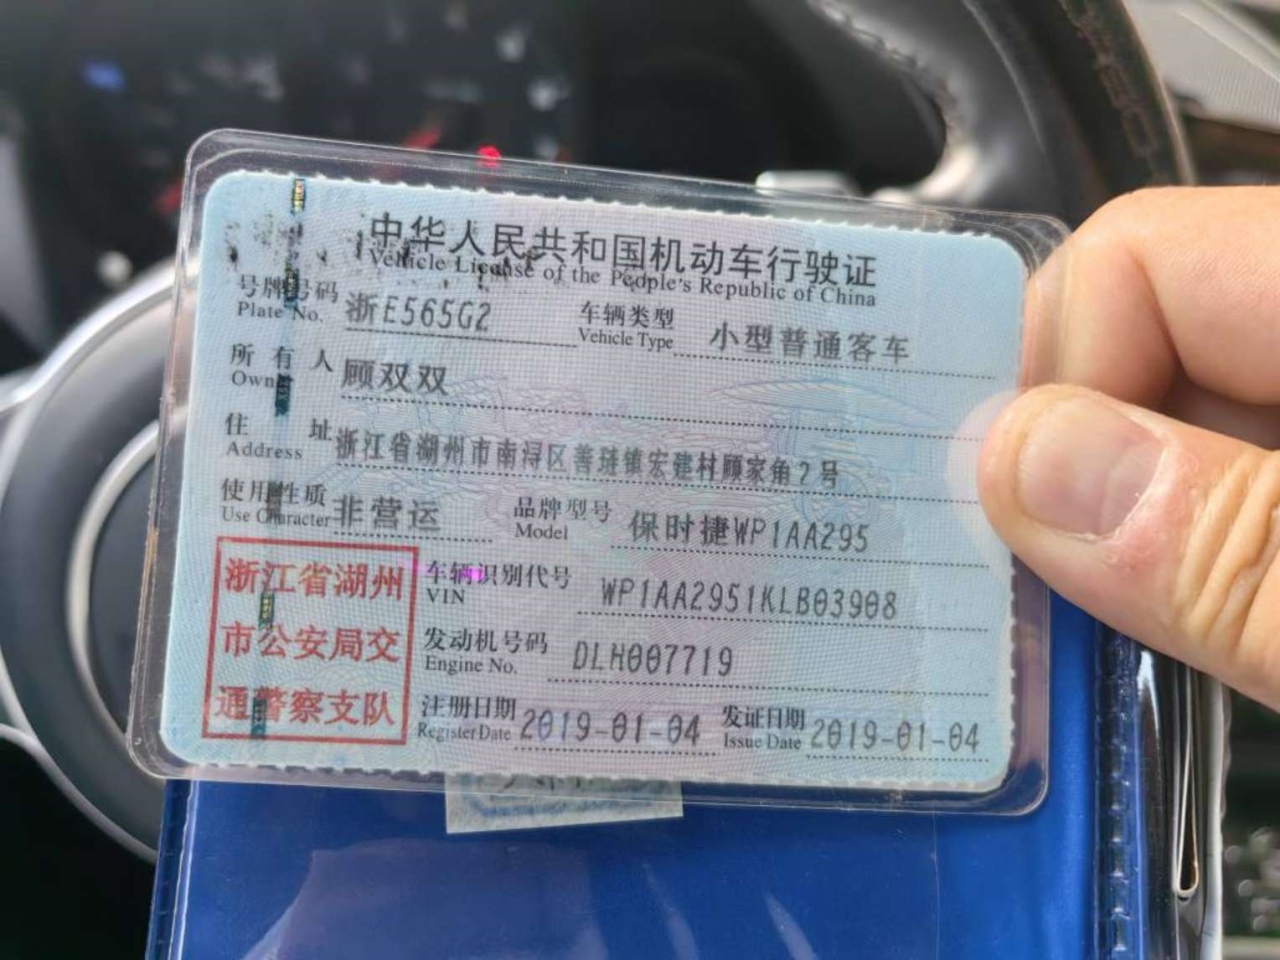 中华人民共和国机动车行驶证
Vehicle License of the People's Republic of China
号牌号码 浙E565G2 车辆类型 小型普通客车
Plate No. Vehicle Type
所有人 顾双双
Owner
住址 浙江省湖州市南浔区善琏镇宏建村顾家角2号
Address
使用性质 非营运 品牌型号 保时捷WP1AA295
Use Character Model
浙江省湖州
市公安局交
通警察支队
车辆识别代号 WP1AA2951KLB03908
VIN
发动机号码 DLH007719
Engine No.
注册日期 2019-01-04 发证日期 2019-01-04
Register Date Issue Date